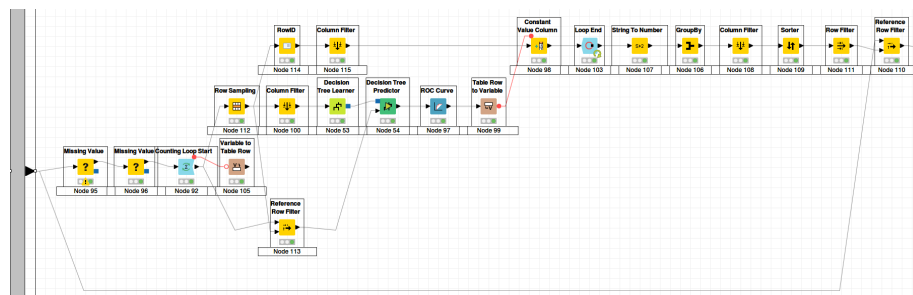 Constant
Value Column
Node 98
Loop End
Node 103
String To Number
Node 107
GroupBy
Node 106
Column Filter
Node 108
Sorter
Node 109
Row Filter
Node 111
Reference
Row Filter
Node 110
RowID
Node 114
Column Filter
Node 115
Row Sampling
Node 112
Column Filter
Node 100
Decision
Tree Learner
Node 53
Decision Tree
Predictor
Node 54
ROC Curve
Node 97
Table Row
to Variable
Node 99
Missing Value
Node 95
Missing Value
Node 96
Counting Loop Start
Node 92
Variable to
Table Row
Node 105
Reference
Row Filter
Node 113